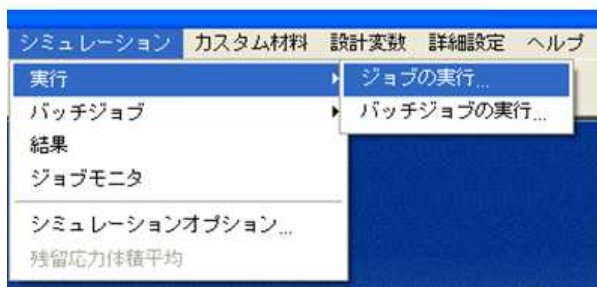 シミュレーション カスタム材料 設計変数 詳細設定 ヘルプ
実行 ジョブの実行...
バッチジョブ バッチジョブの実行...
結果
ジョブモニタ
シミュレーションオプション...
残留応力体積平均